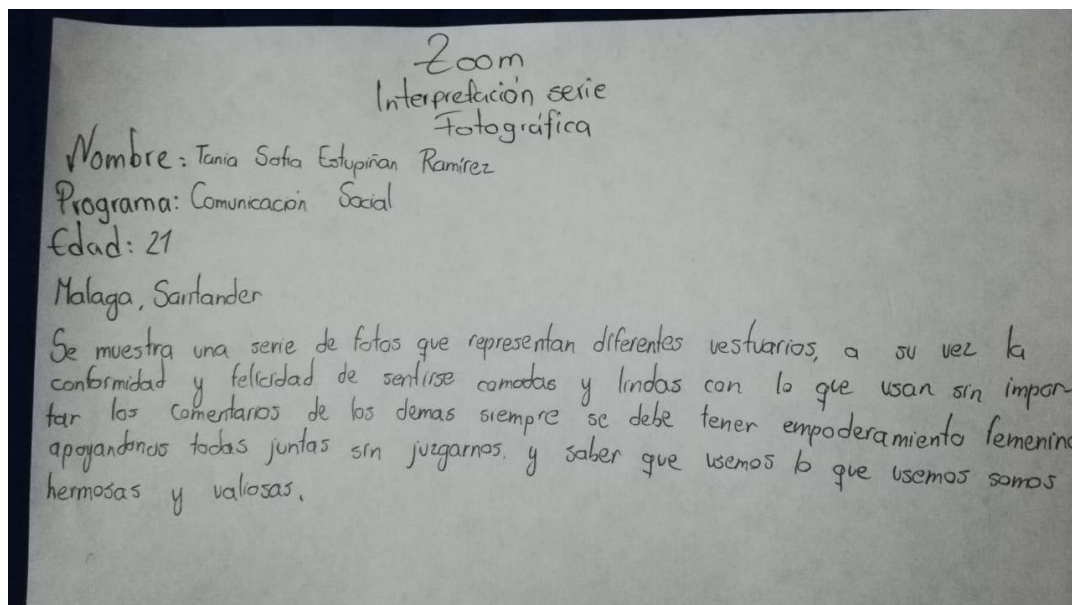 Zoom
Interpretación serie
Fotográfica
Nombre: Tania Sofia Estupiñan Ramírez
Programa: Comunicación Social
Edad: 21
Malaga, Santander
Se muestra una serie de fotos que representan diferentes vestuarios, a su vez la
conformidad y felicidad de sentirse comodas y lindas con lo que usan sin impor-
tar los comentarios de los demas siempre se debe tener empoderamiento femenino
apoyandonos todas juntas sin juzgarnos, y saber que usemos lo que usemos somos
hermosas y valiosas.